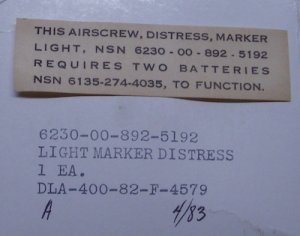 THIS AIRSCREW, DISTRESS, MARKER
LIGHT, NSN 6230 - 00 - 892 - 5192
REQUIRES TWO BATTERIES
NSN 6135-274-4035, TO FUNCTION.
6230-00-892-5192
LIGHT MARKER DISTRESS
1 EA.
DLA-400-82-F-4579
A 4/83